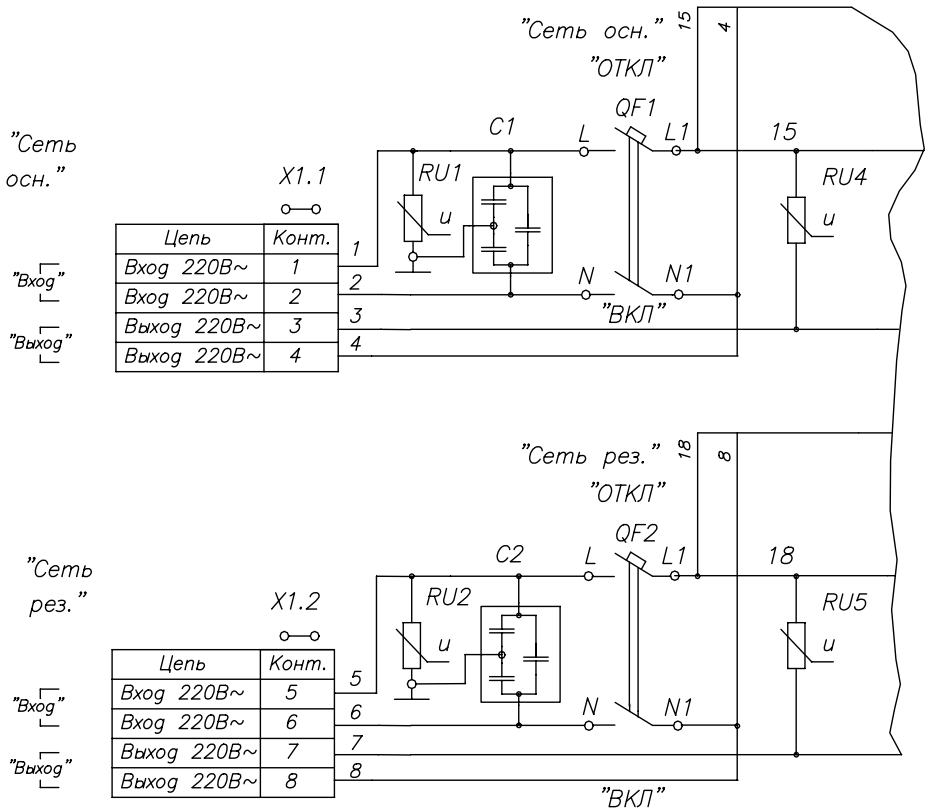 "Сеть осн."
"ОТКЛ"
15
4
QF1
C1
L
L1
15
"Сеть
осн."
X1.1
RU1
u
RU4
u
Цепь Конт.
"Вход"
Вход 220В~ 1
1
Вход 220В~ 2
2
N
N1
"ВКЛ"
"Выход"
Выход 220В~ 3
3
Выход 220В~ 4
4
"Сеть рез."
"ОТКЛ"
18
8
QF2
C2
L
L1
18
"Сеть
рез."
X1.2
RU2
u
RU5
u
Цепь Конт.
"Вход"
Вход 220В~ 5
5
Вход 220В~ 6
6
N
N1
"Выход"
Выход 220В~ 7
7
Выход 220В~ 8
8
"ВКЛ"